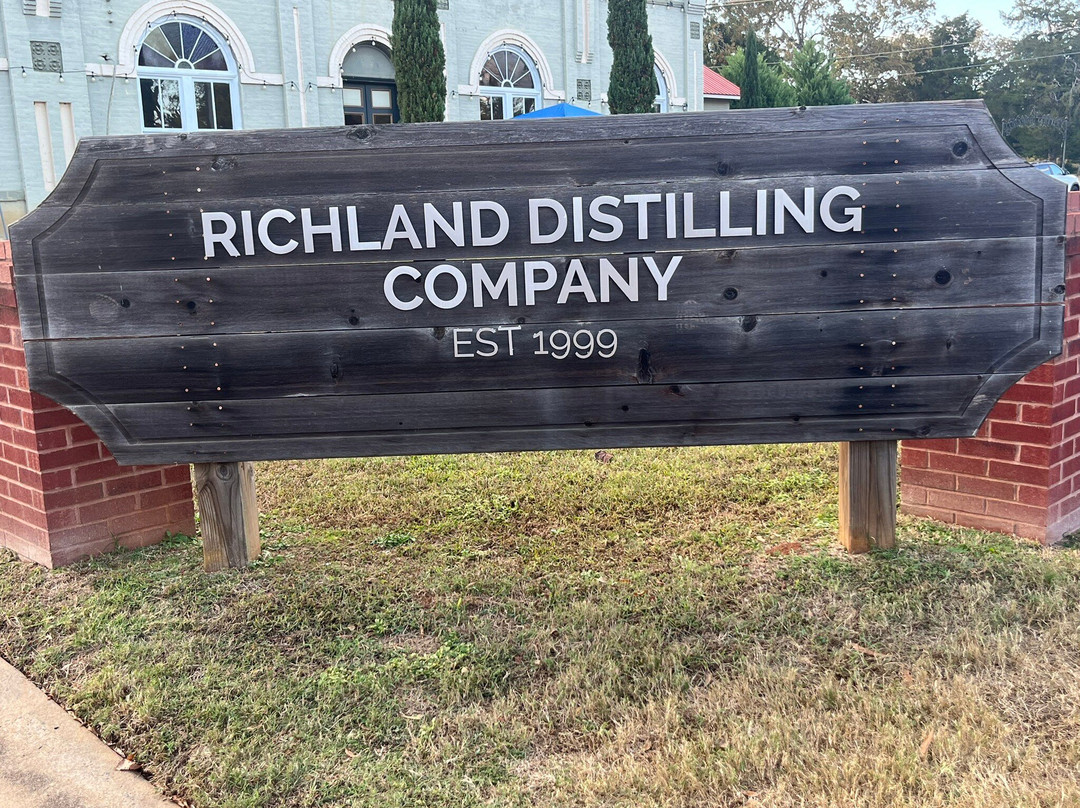 RICHLAND DISTILLING
COMPANY
EST 1999